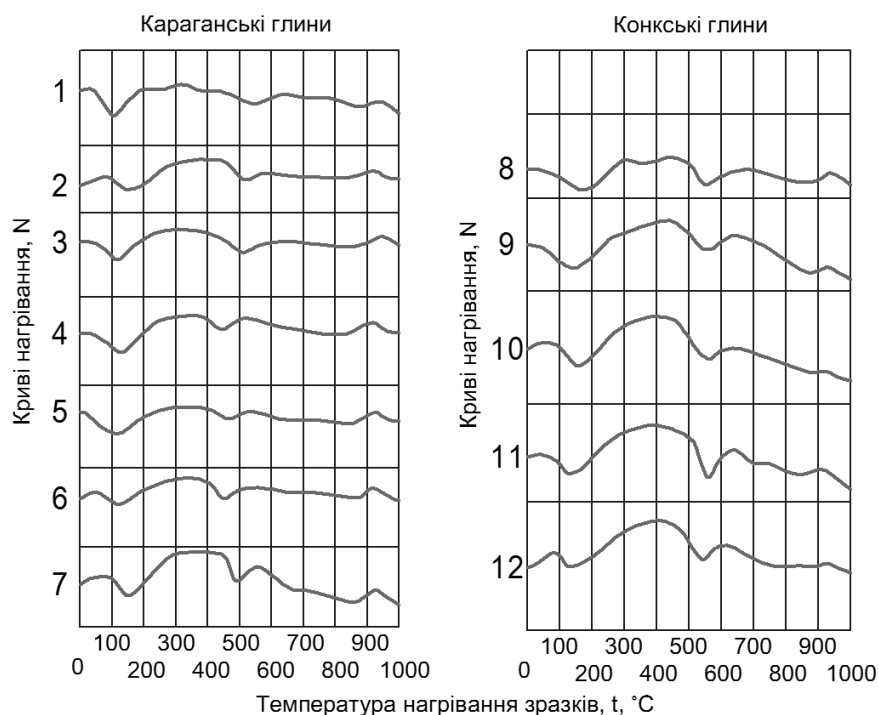 Караганські глини
Конкські глини
Криві нагрівання, N
1
2
3
4
5
6
7
Криві нагрівання, N
8
9
10
11
12
100 300 500 700 900
0 200 400 600 800 1000
100 300 500 700 900
0 200 400 600 800 1000
Температура нагрівання зразків, t, ˚C